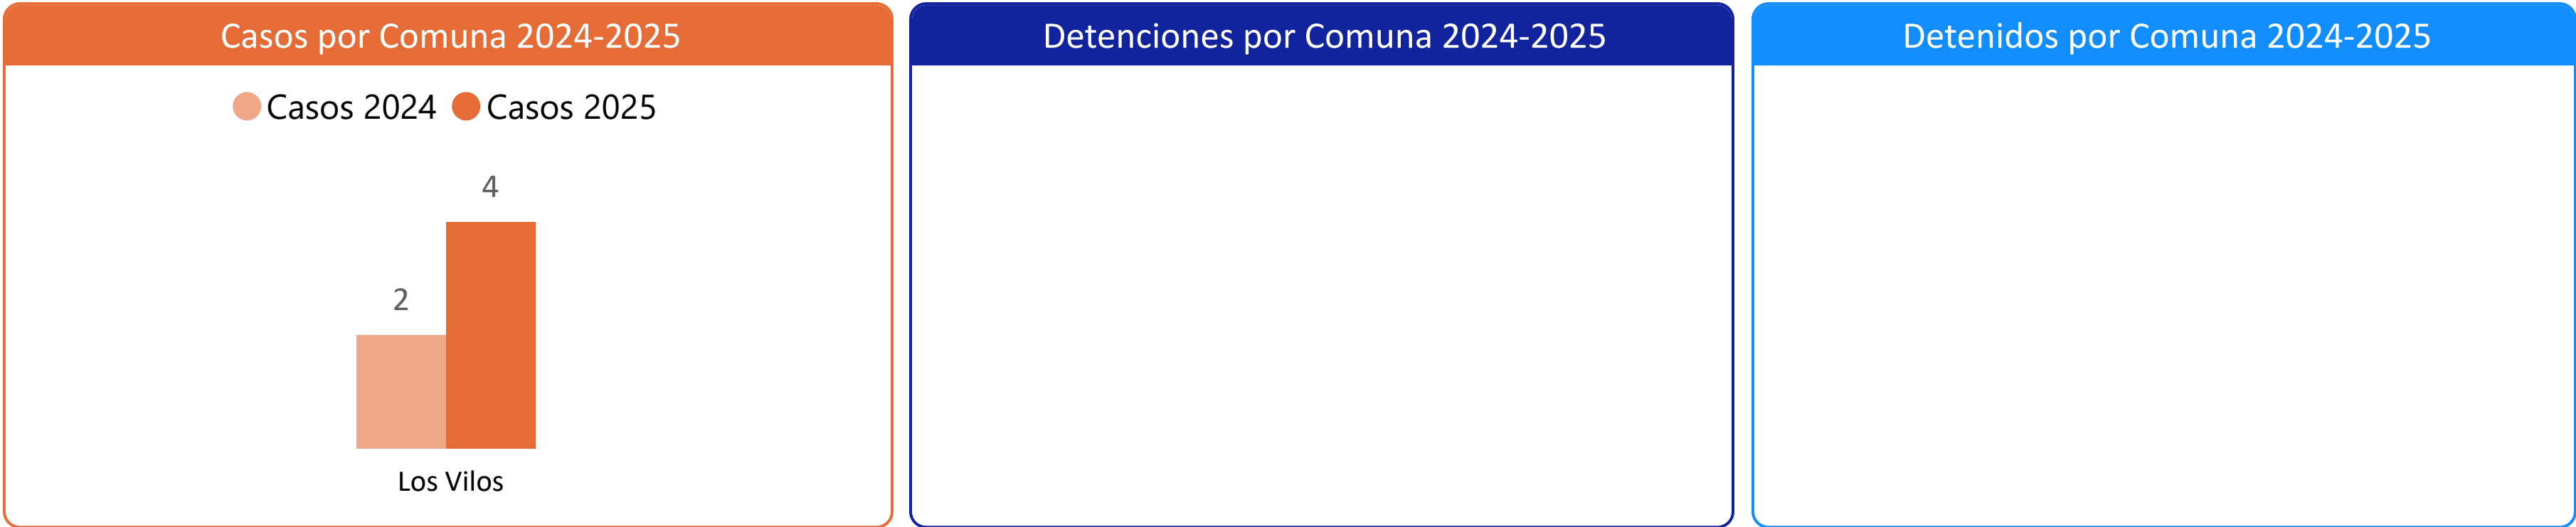 Casos por Comuna 2024-2025
Casos 2024 Casos 2025
4
2
Los Vilos
Detenciones por Comuna 2024-2025
Detenidos por Comuna 2024-2025